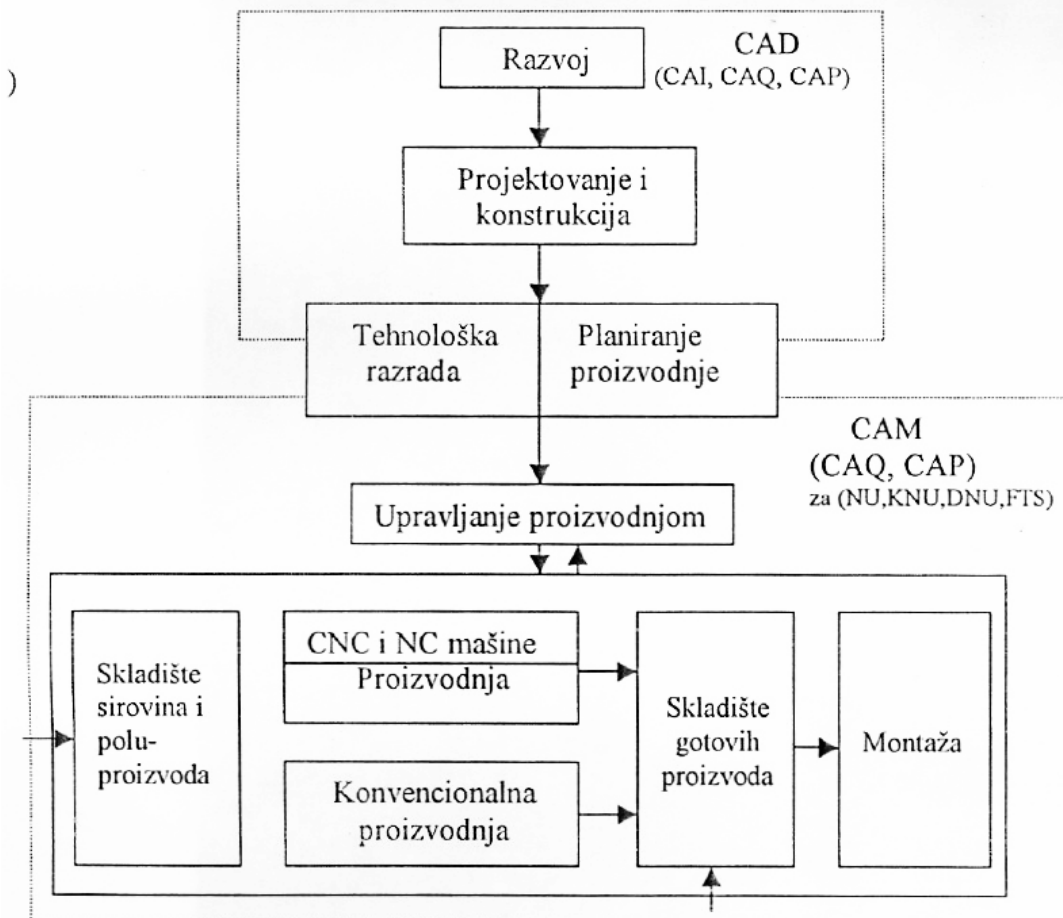 )
Razvoj
CAD
(CAI, CAQ, CAP)
Projektovanje i
konstrukcija
Tehnološka
razrada
Planiranje
proizvodnje
CAM
(CAQ, CAP)
za (NU,KNU,DNU,FTS)
Upravljanje proizvodnjom
Skladište
sirovina i
polu-
proizvoda
CNC i NC mašine
Proizvodnja
Konvencionalna
proizvodnja
Skladište
gotovih
proizvoda
Montaža